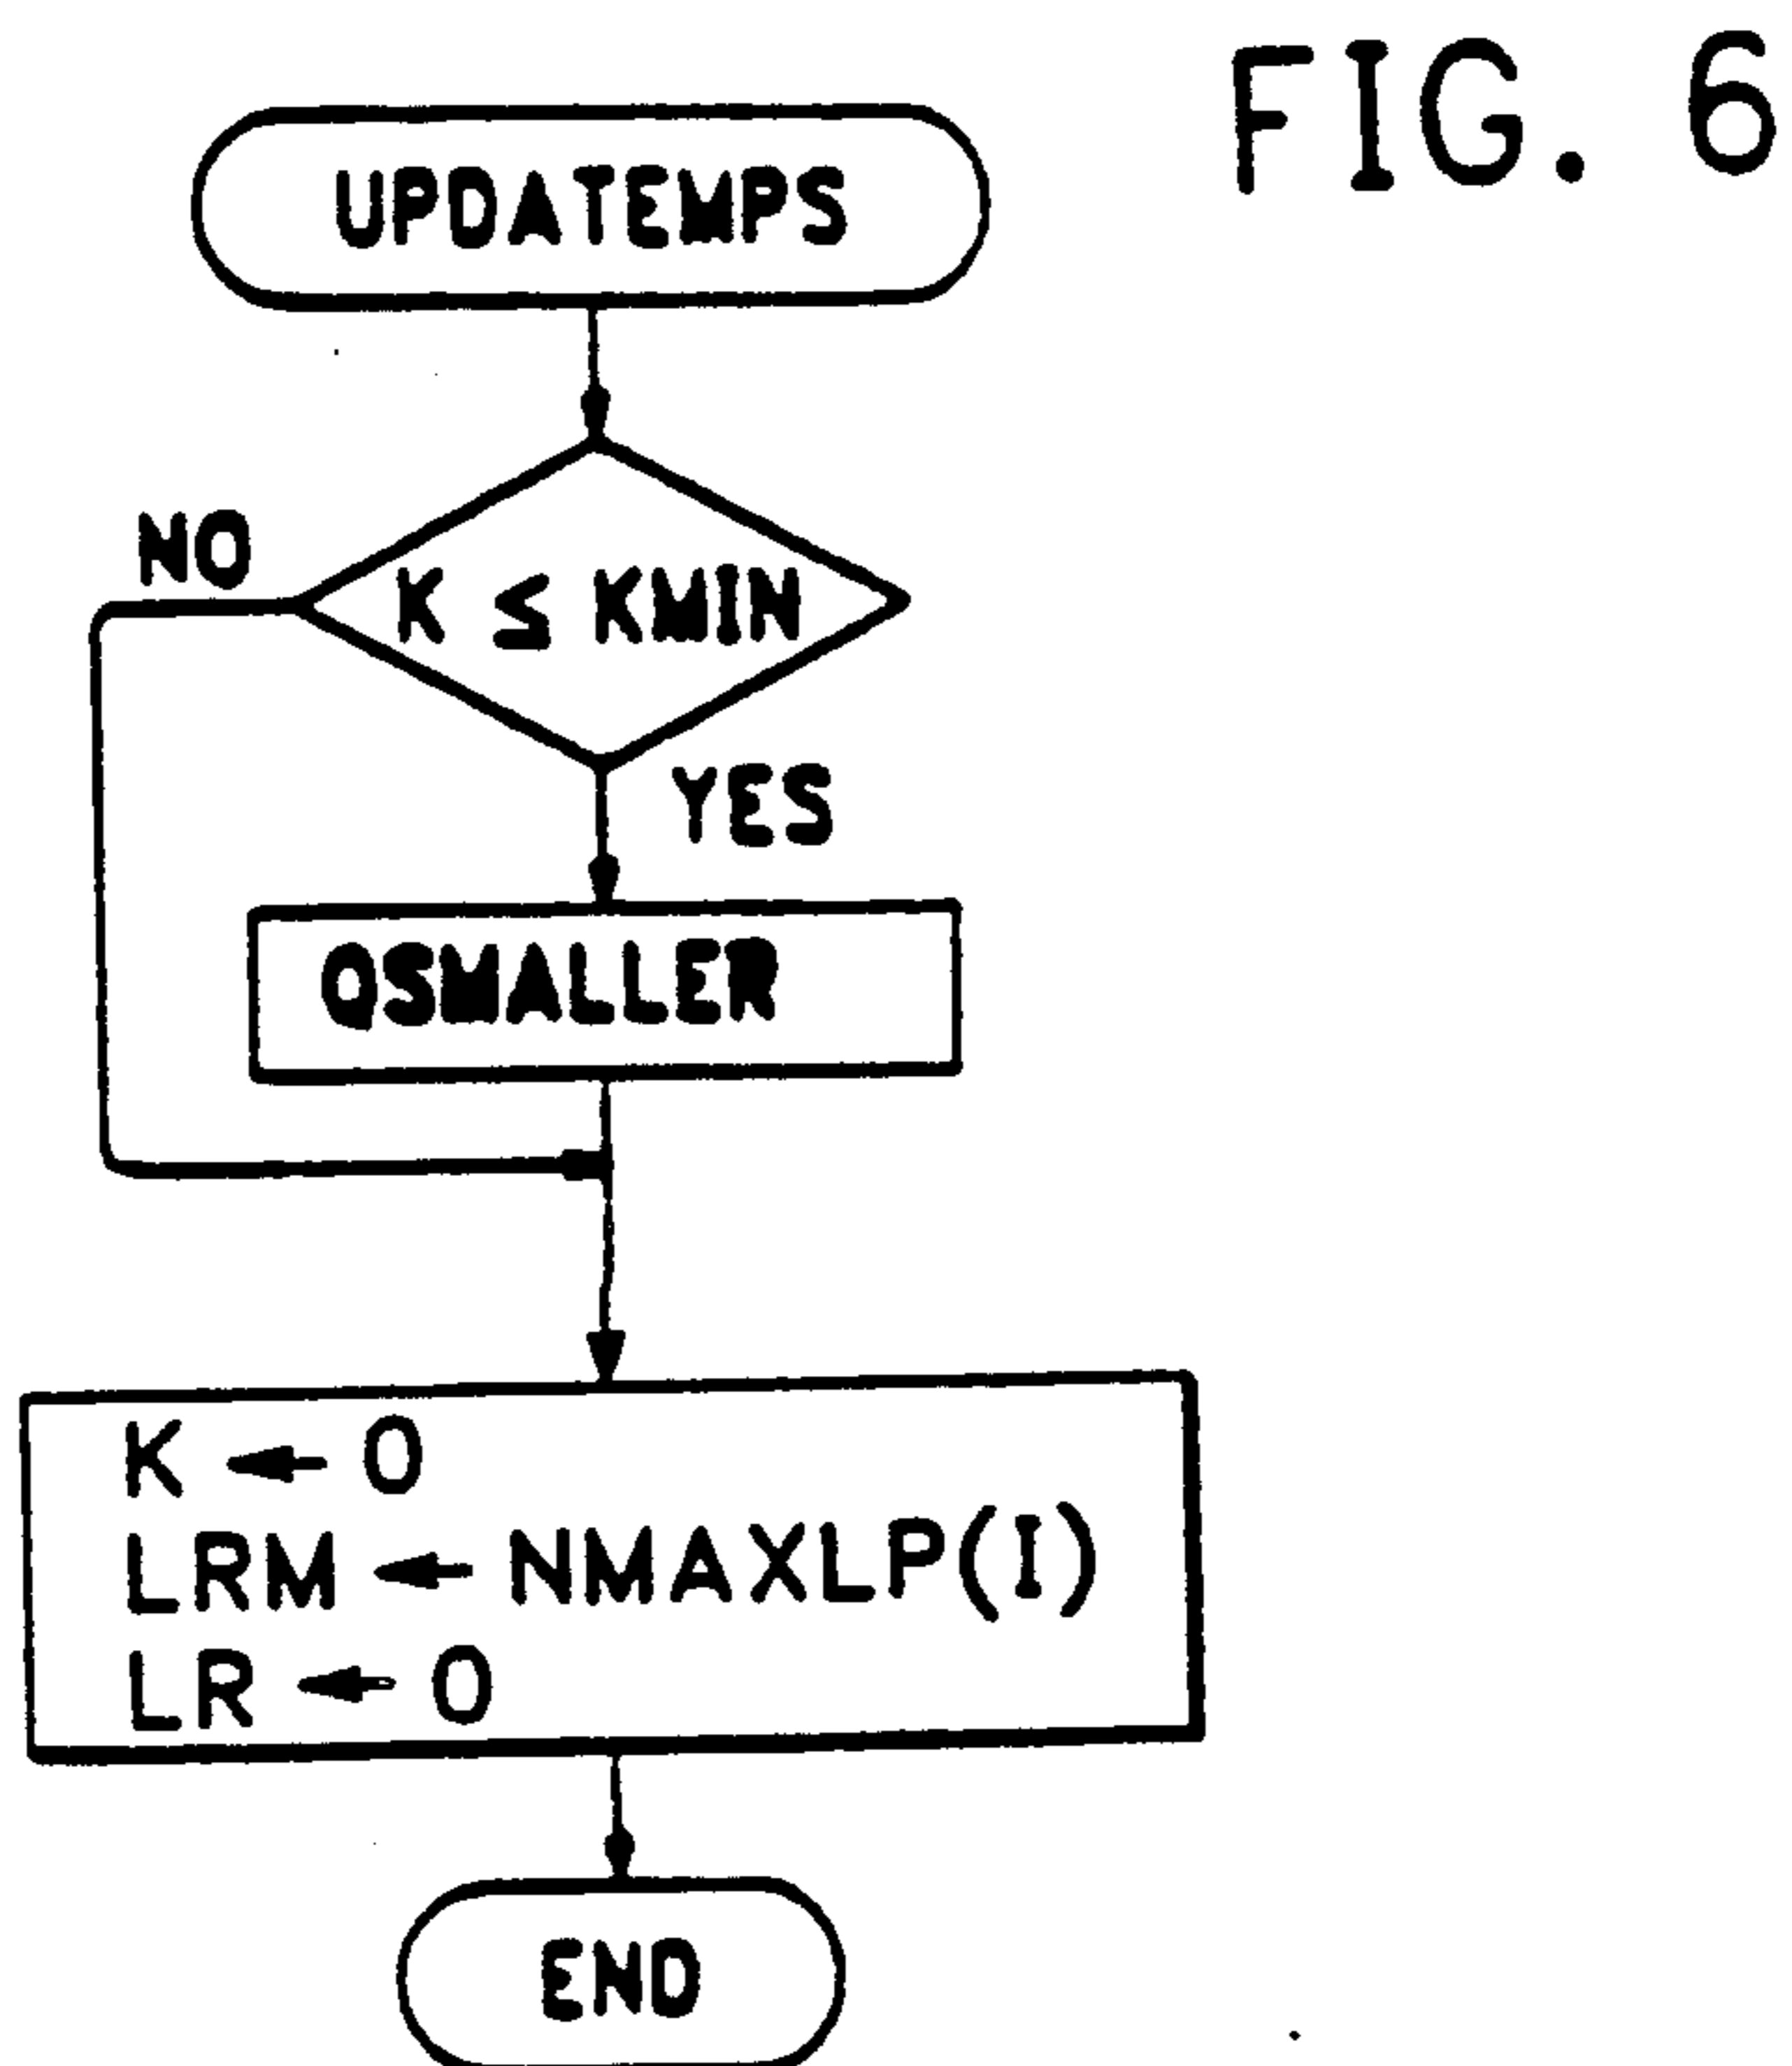 FIG. 6
UPDATEMPS
K ≤ KMIN
NO
YES
QSMALLER
K ← 0
LRM ← NMAXLP(I)
LR ← 0
END